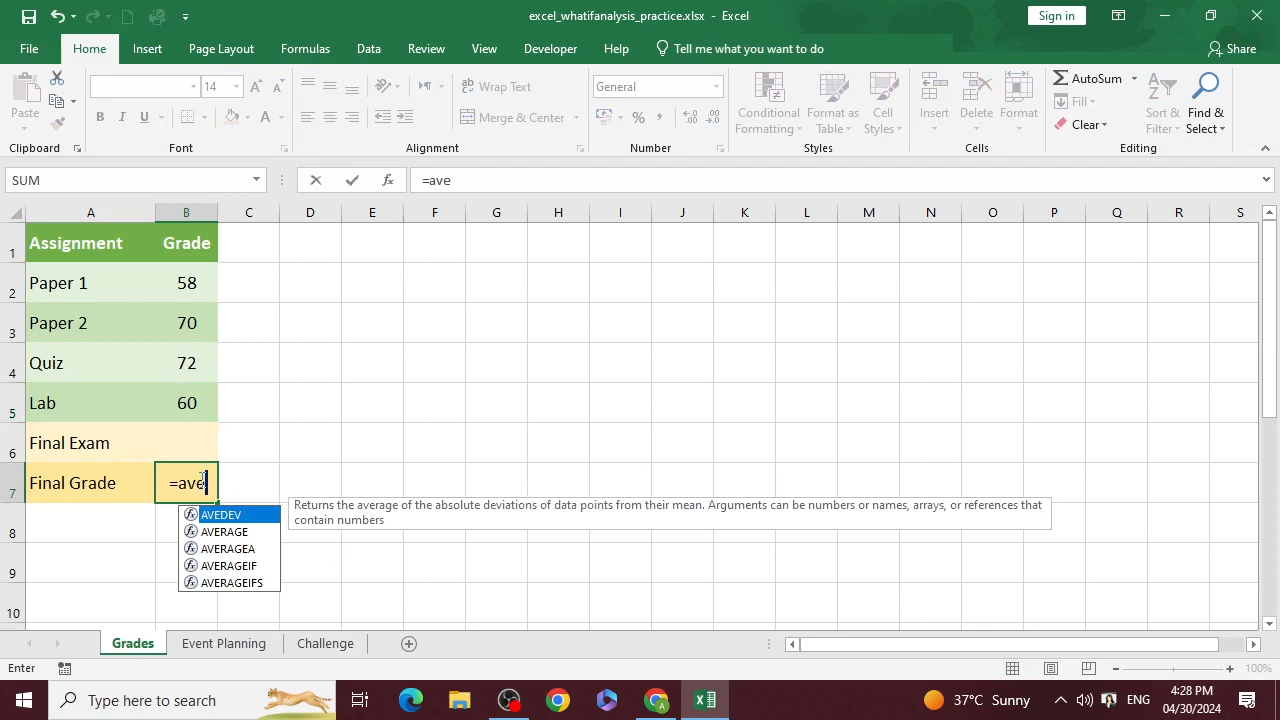 excel_whatifanalysis_practice.xlsx - Excel
Sign in
File Home Insert Page Layout Formulas Data Review View Developer Help Tell me what you want to do Share
14
General
Wrap Text
AutoSum
Paste
Merge & Center
Conditional Formatting
Format as Table
Cell Styles
Insert
Delete
Format
Fill
Clear
Sort & Filter
Find & Select
Clipboard Font Alignment Number Styles Cells Editing
SUM
=ave
A B C D E F G H I J K L M N O P Q R S
1 Assignment Grade
2 Paper 1 58
3 Paper 2 70
4 Quiz 72
5 Lab 60
6 Final Exam
7 Final Grade =ave
8
9
10
AVEDEV
AVERAGE
AVERAGEA
AVERAGEIF
AVERAGEIFS
Returns the average of the absolute deviations of data points from their mean. Arguments can be numbers or names, arrays, or references that
contain numbers
Grades Event Planning Challenge
Enter
100%
Type here to search
37°C Sunny
ENG
4:28 PM
04/30/2024